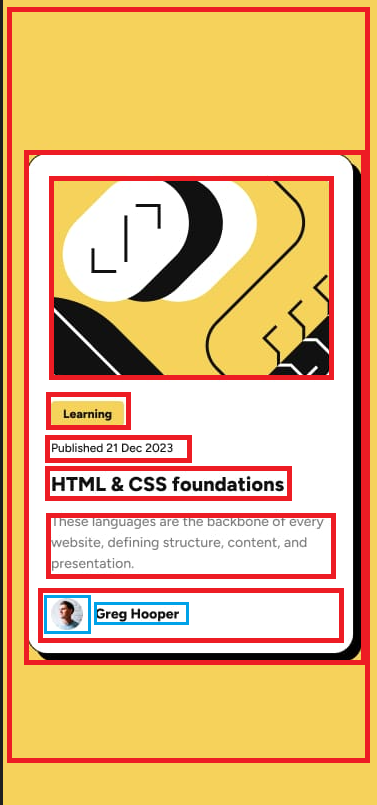 Learning
Published 21 Dec 2023
HTML & CSS foundations
These languages are the backbone of every
website, defining structure, content, and
presentation.
Greg Hooper